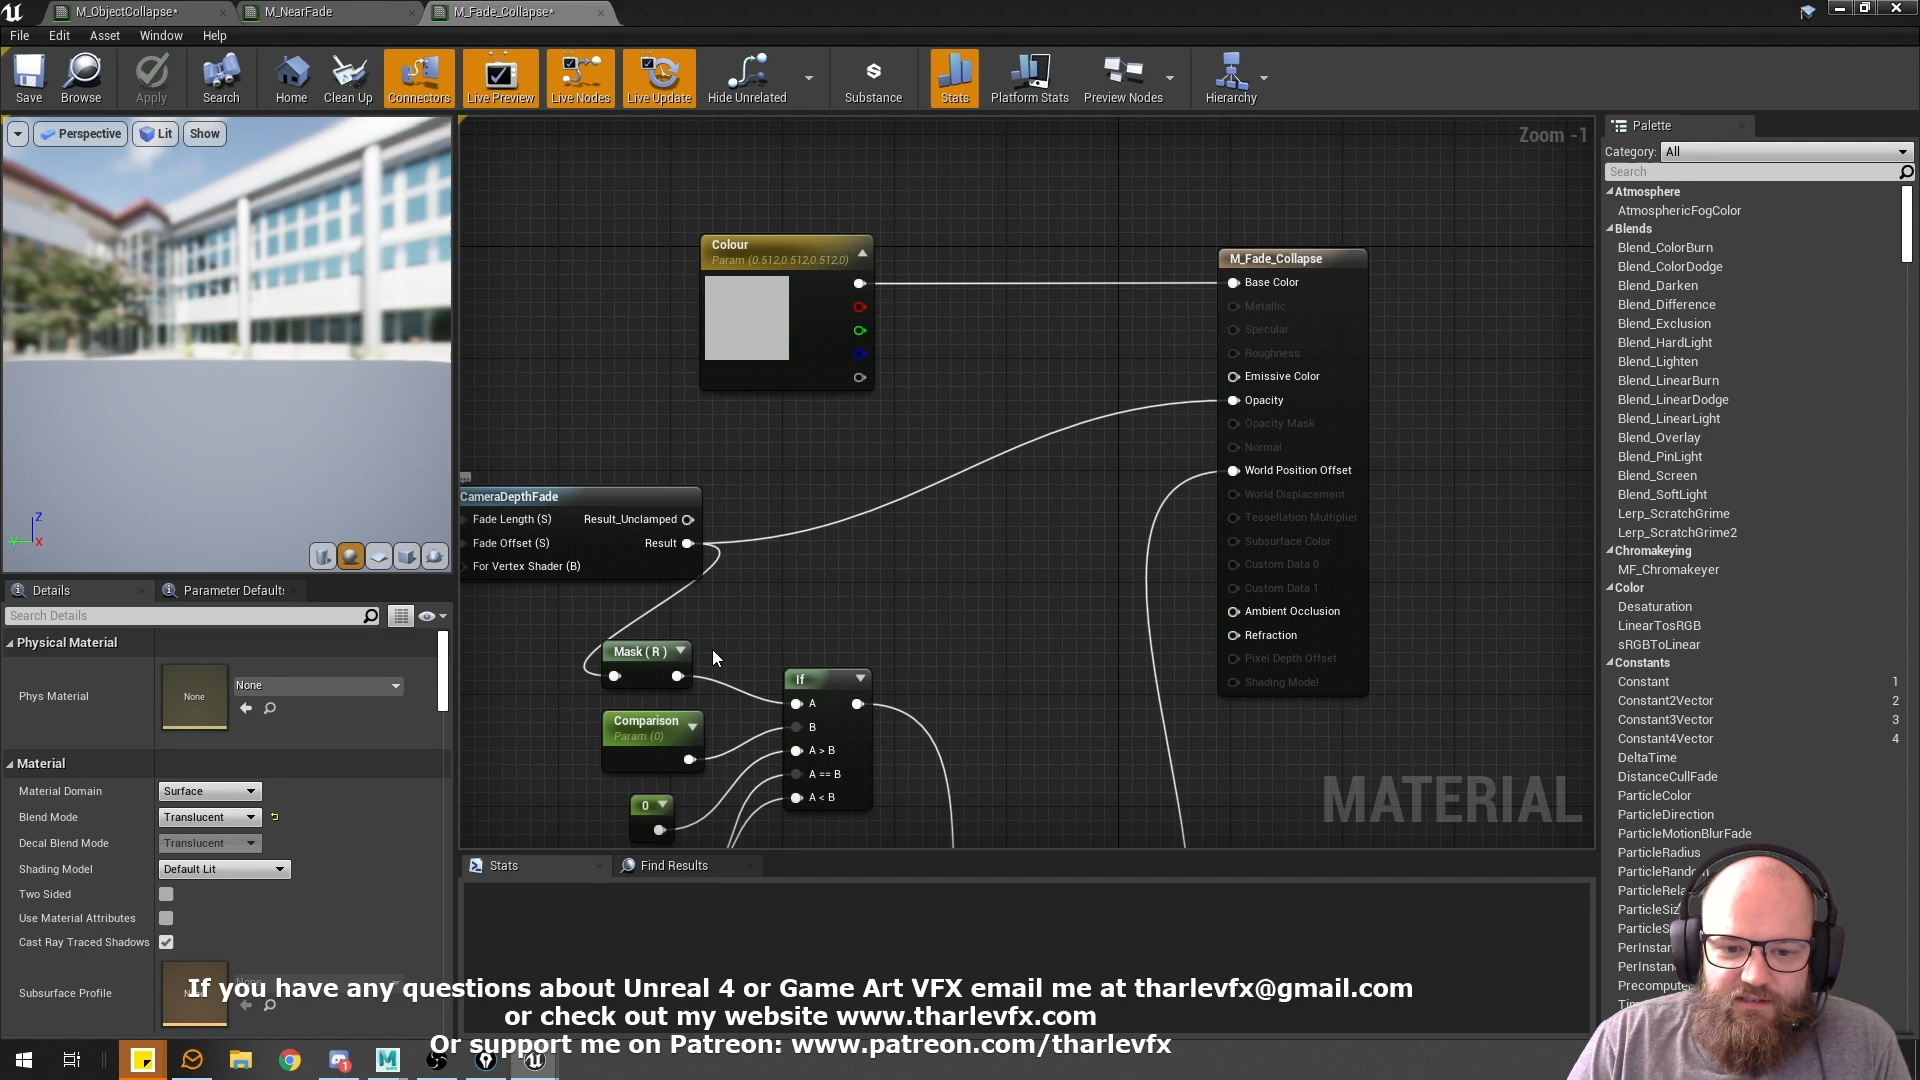 M_ObjectCollapse*
M_NearFade
M_Fade_Collapse*
File Edit Asset Window Help
Save Browse Apply Search Home Clean Up Connectors Live Preview Live Nodes Live Update Hide Unrelated Substance Stats Platform Stats Preview Nodes Hierarchy
Perspective Lit Show
Z
X
Zoom -1
Colour
Param (0.512,0.512,0.512,0)
M_Fade_Collapse
Base Color
Metallic
Specular
Roughness
Emissive Color
Opacity
Opacity Mask
Normal
World Position Offset
World Displacement
Tessellation Multiplier
Subsurface Color
Custom Data 0
Custom Data 1
Ambient Occlusion
Refraction
Pixel Depth Offset
Shading Model
CameraDepthFade
Fade Length (S) Result_Unclamped
Fade Offset (S) Result
For Vertex Shader (B)
Mask ( R )
Comparison
Param (0)
0
If
A
B
A > B
A == B
A < B
MATERIAL
Stats Find Results
Details Parameter Default
Search Details
Physical Material
Phys Material None None
Material
Material Domain Surface
Blend Mode Translucent
Decal Blend Mode Translucent
Shading Model Default Lit
Two Sided
Use Material Attributes
Cast Ray Traced Shadows
Subsurface Profile
Palette
Category: All
Search
Atmosphere
AtmosphericFogColor
Blends
Blend_ColorBurn
Blend_ColorDodge
Blend_Darken
Blend_Difference
Blend_Exclusion
Blend_HardLight
Blend_Lighten
Blend_LinearBurn
Blend_LinearDodge
Blend_LinearLight
Blend_Overlay
Blend_PinLight
Blend_Screen
Blend_SoftLight
Lerp_ScratchGrime
Lerp_ScratchGrime2
Chromakeying
MF_Chromakeyer
Color
Desaturation
LinearTosRGB
sRGBToLinear
Constants
Constant 1
Constant2Vector 2
Constant3Vector 3
Constant4Vector 4
DeltaTime
DistanceCullFade
ParticleColor
ParticleDirection
ParticleMotionBlurFade
ParticleRadius
If you have any questions about Unreal 4 or Game Art VFX email me at tharlevfx@gmail.com
or check out my website www.tharlevfx.com
Or support me on Patreon: www.patreon.com/tharlevfx